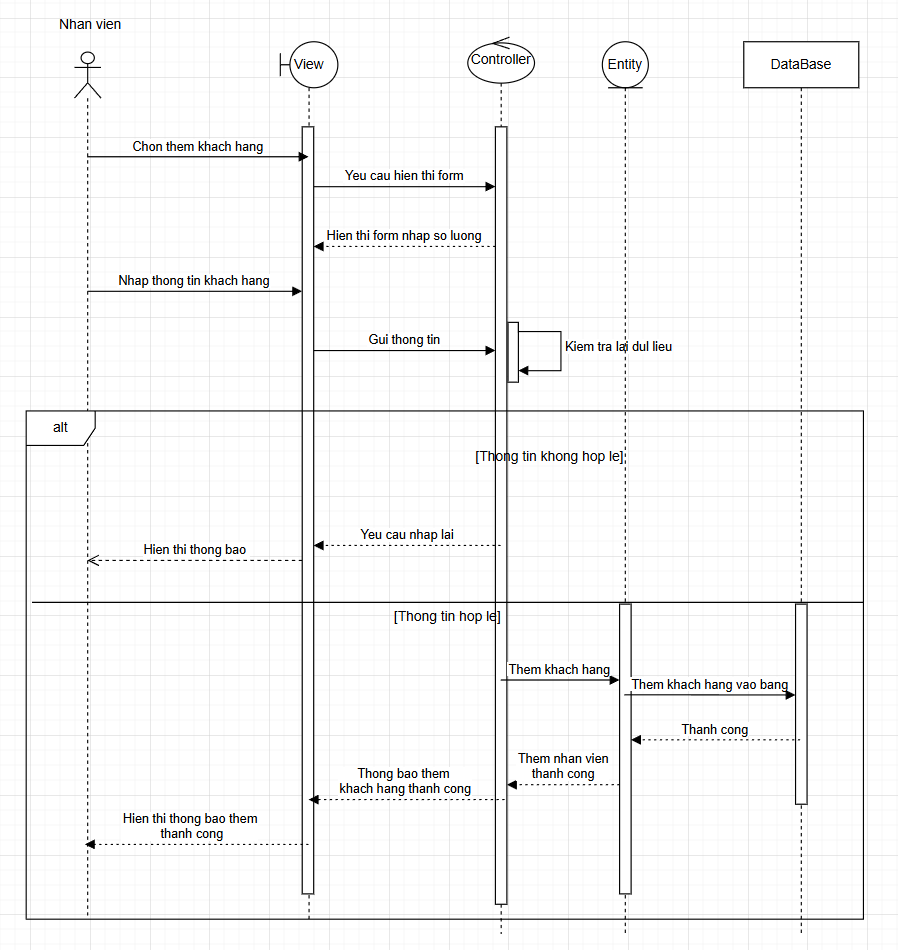 Nhan vien
View
Controller
Entity
DataBase
Chon them khach hang
Yeu cau hien thi form
Hien thi form nhap so luong
Nhap thong tin khach hang
Gui thong tin
Kiem tra lai dul lieu
alt
[Thong tin khong hop le]
Yeu cau nhap lai
Hien thi thong bao
[Thong tin hop le]
Them khach hang
Them khach hang vao bang
Thanh cong
Them nhan vien
thanh cong
Thong bao them
khach hang thanh cong
Hien thi thong bao them
thanh cong